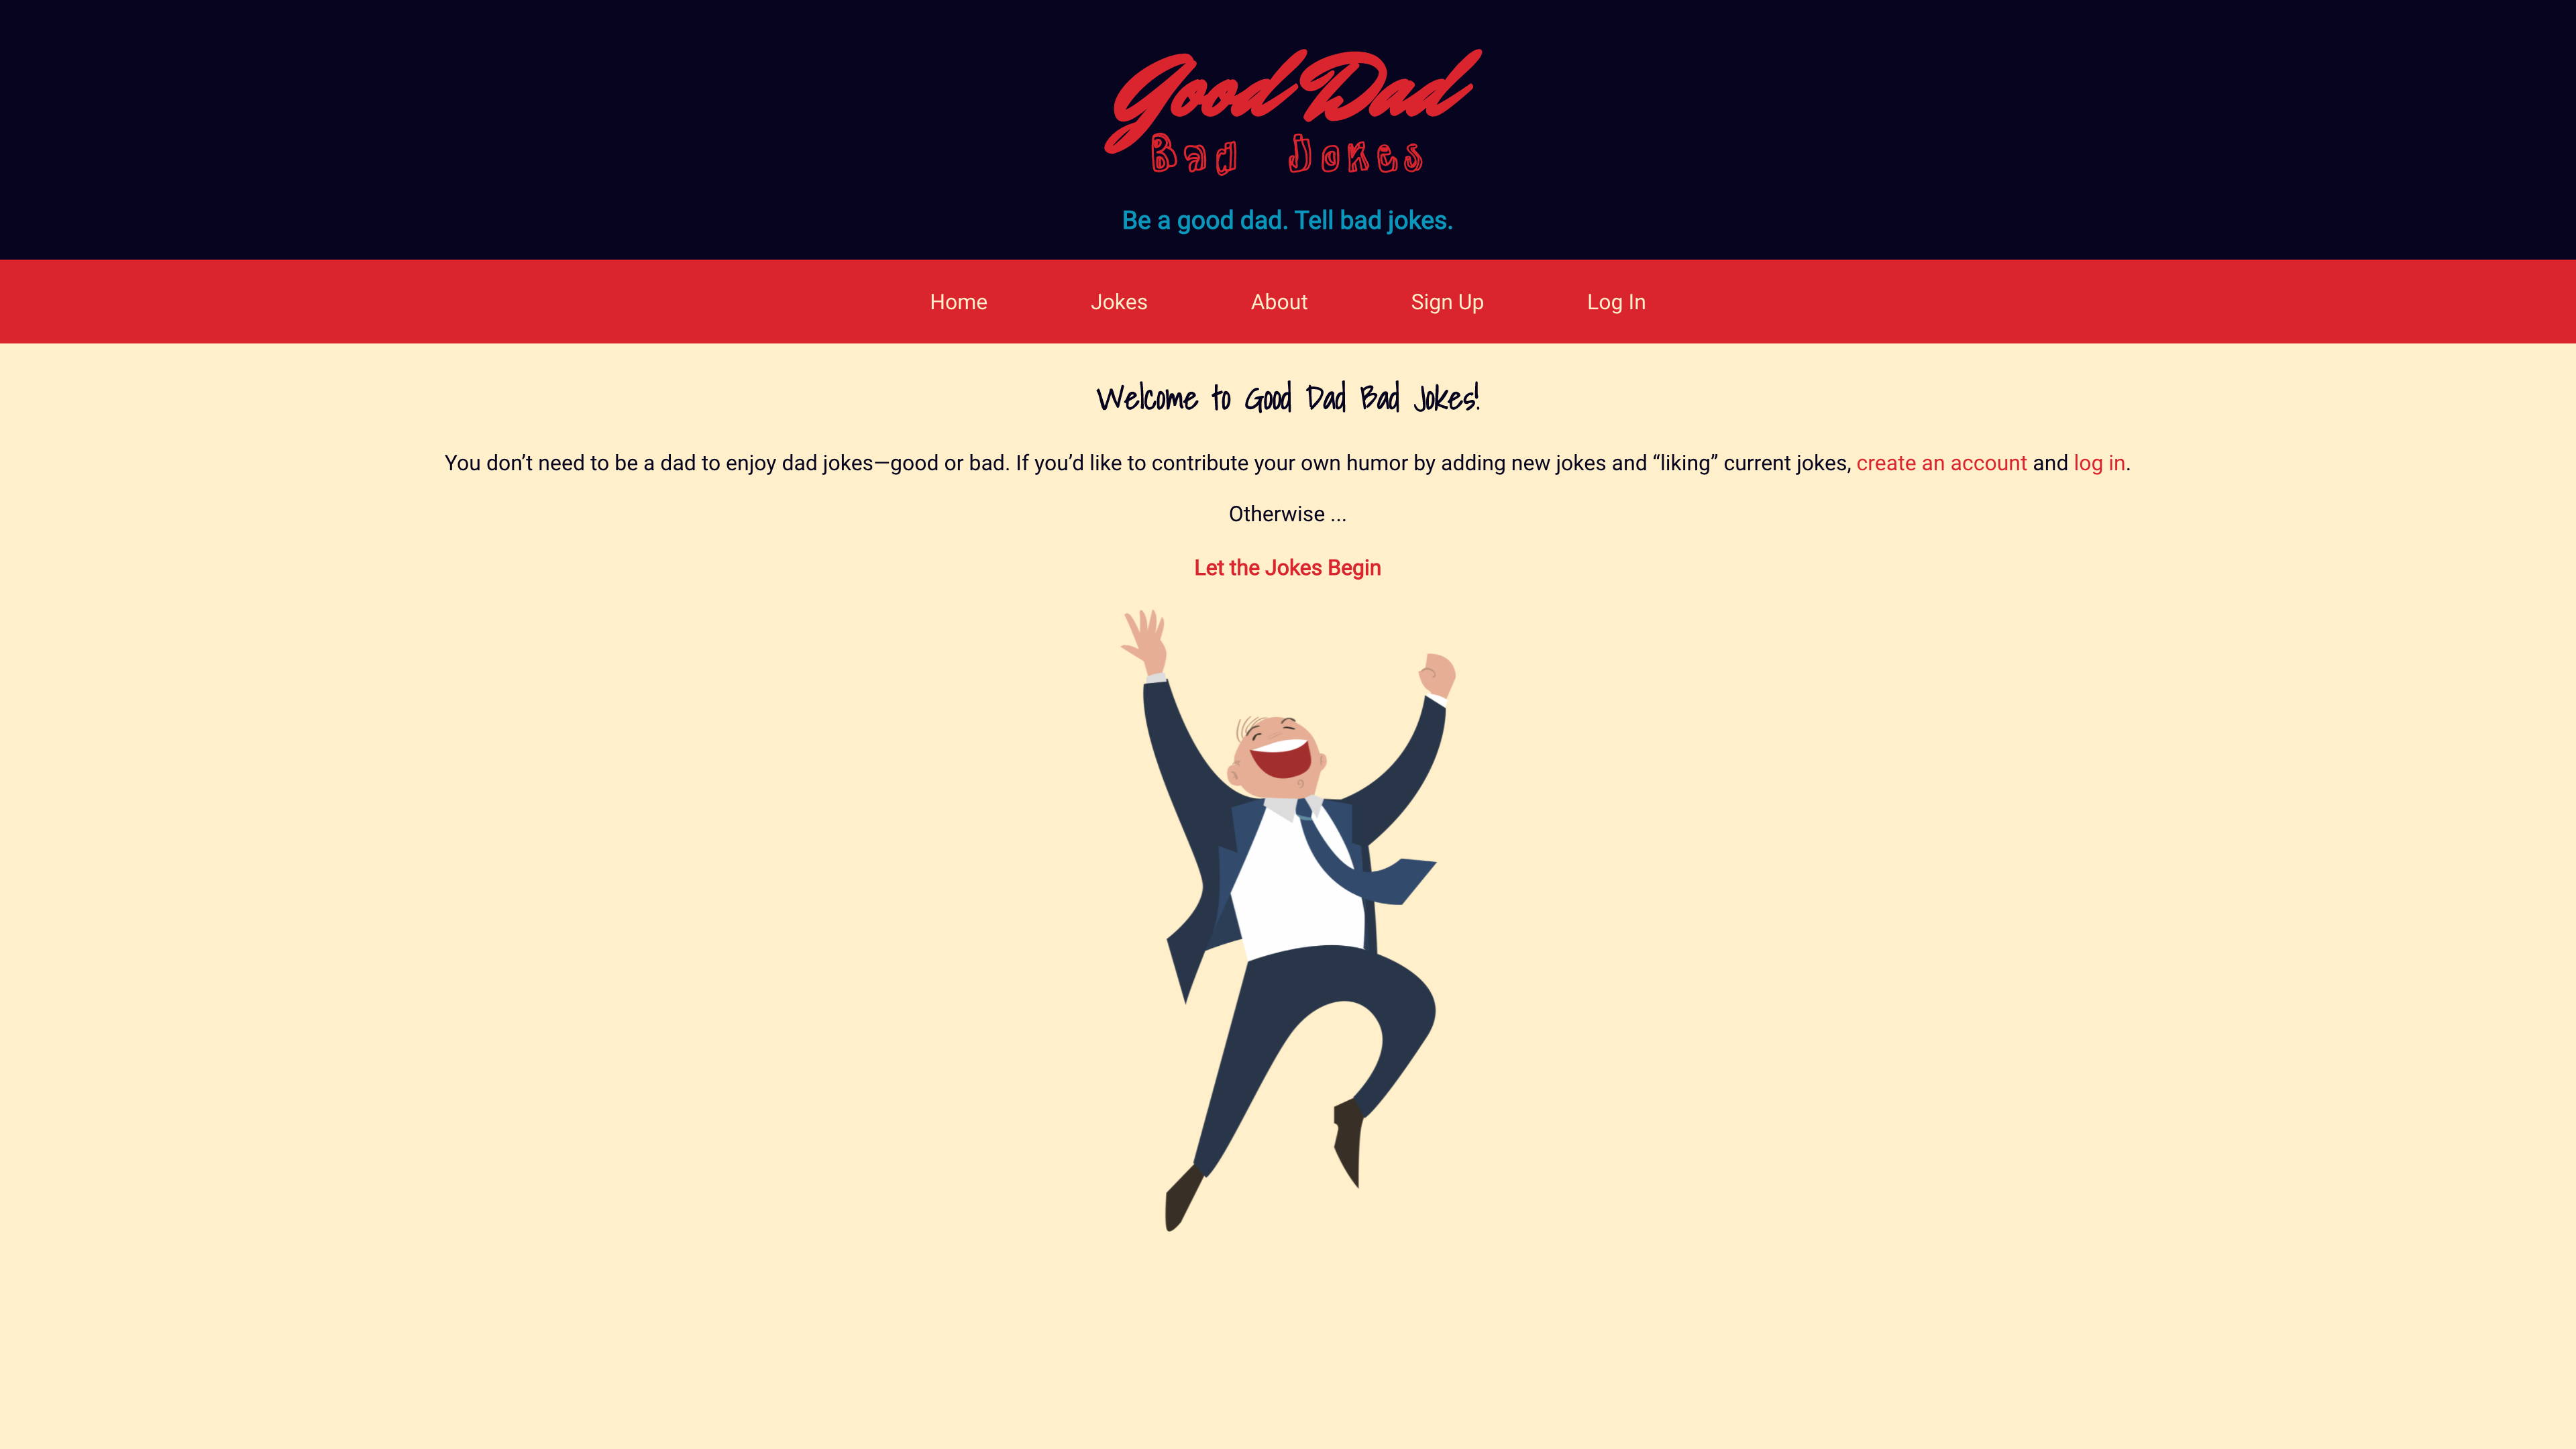 Good Dad
Bad Jokes
Be a good dad. Tell bad jokes.
Home Jokes About Sign Up Log In
Welcome to Good Dad Bad Jokes!
You don’t need to be a dad to enjoy dad jokes—good or bad. If you’d like to contribute your own humor by adding new jokes and “liking” current jokes, create an account and log in.
Otherwise ...
Let the Jokes Begin